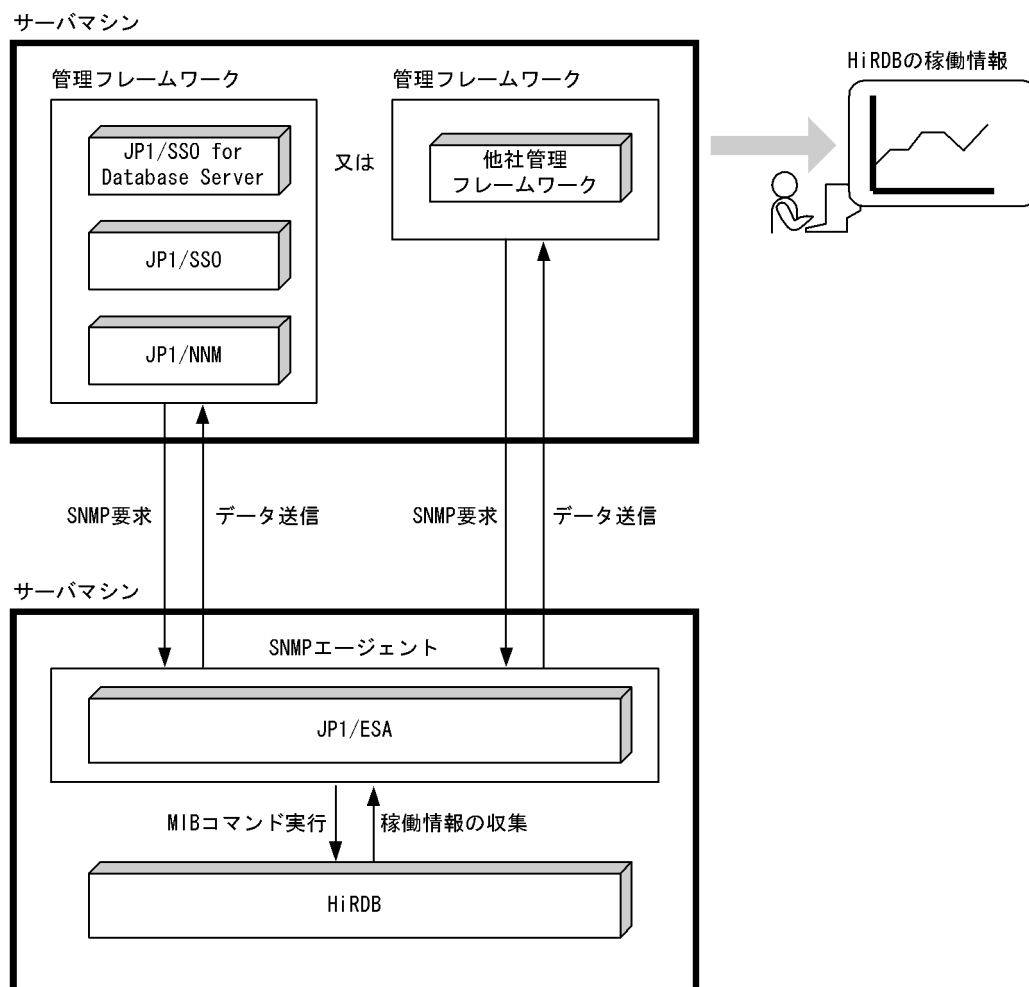 サーバマシン
管理フレームワーク
管理フレームワーク
HiRDBの稼働情報
JP1/SSO for
Database Server
又は
他社管理
フレームワーク
JP1/SSO
JP1/NNM
SNMP要求
データ送信
SNMP要求
データ送信
サーバマシン
SNMPエージェント
JP1/ESA
MIBコマンド実行
稼働情報の収集
HiRDB